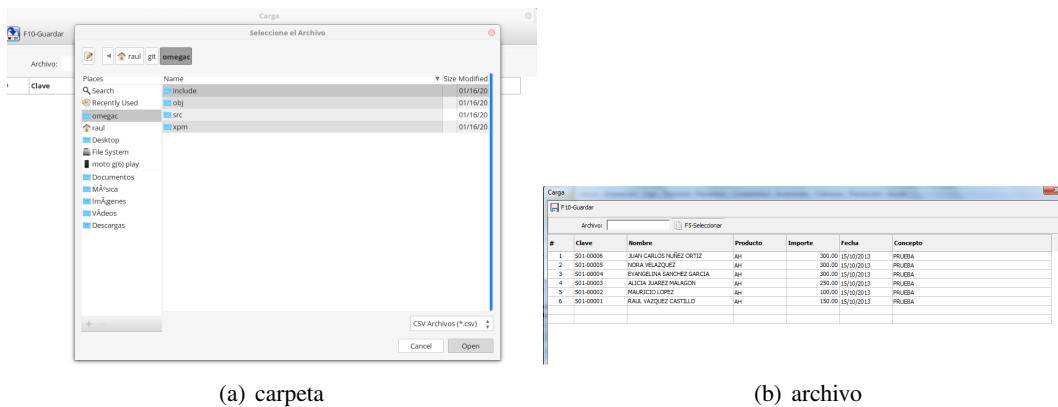 Carga
F10-Guardar
Seleccione el Archivo
Archivo:
raul git omegac
Clave
Places Name Size Modified
Search include 01/16/20
Recently Used obj 01/16/20
omegac src 01/16/20
raul xpm 01/16/20
Desktop
File System
moto g(6) play
Documentos
MÃºsica
ImÃgenes
VÃdeos
Descargas
CSV Archivos (*.csv)
Cancel Open
(a) carpeta
Carga
F10-Guardar
Archivo: F5-Seleccionar
# Clave Nombre Producto Importe Fecha Concepto
1 S01-00006 JUAN CARLOS NUÑEZ ORTIZ AH 300.00 15/10/2013 PRUEBA
2 S01-00005 NORA VELAZQUEZ AH 300.00 15/10/2013 PRUEBA
3 S01-00004 EVANGELINA SANCHEZ GARCIA AH 300.00 15/10/2013 PRUEBA
4 S01-00003 ALICIA JUAREZ MALAGON AH 250.00 15/10/2013 PRUEBA
5 S01-00002 MAURICIO LOPEZ AH 100.00 15/10/2013 PRUEBA
6 S01-00001 RAUL VAZQUEZ CASTILLO AH 150.00 15/10/2013 PRUEBA
(b) archivo